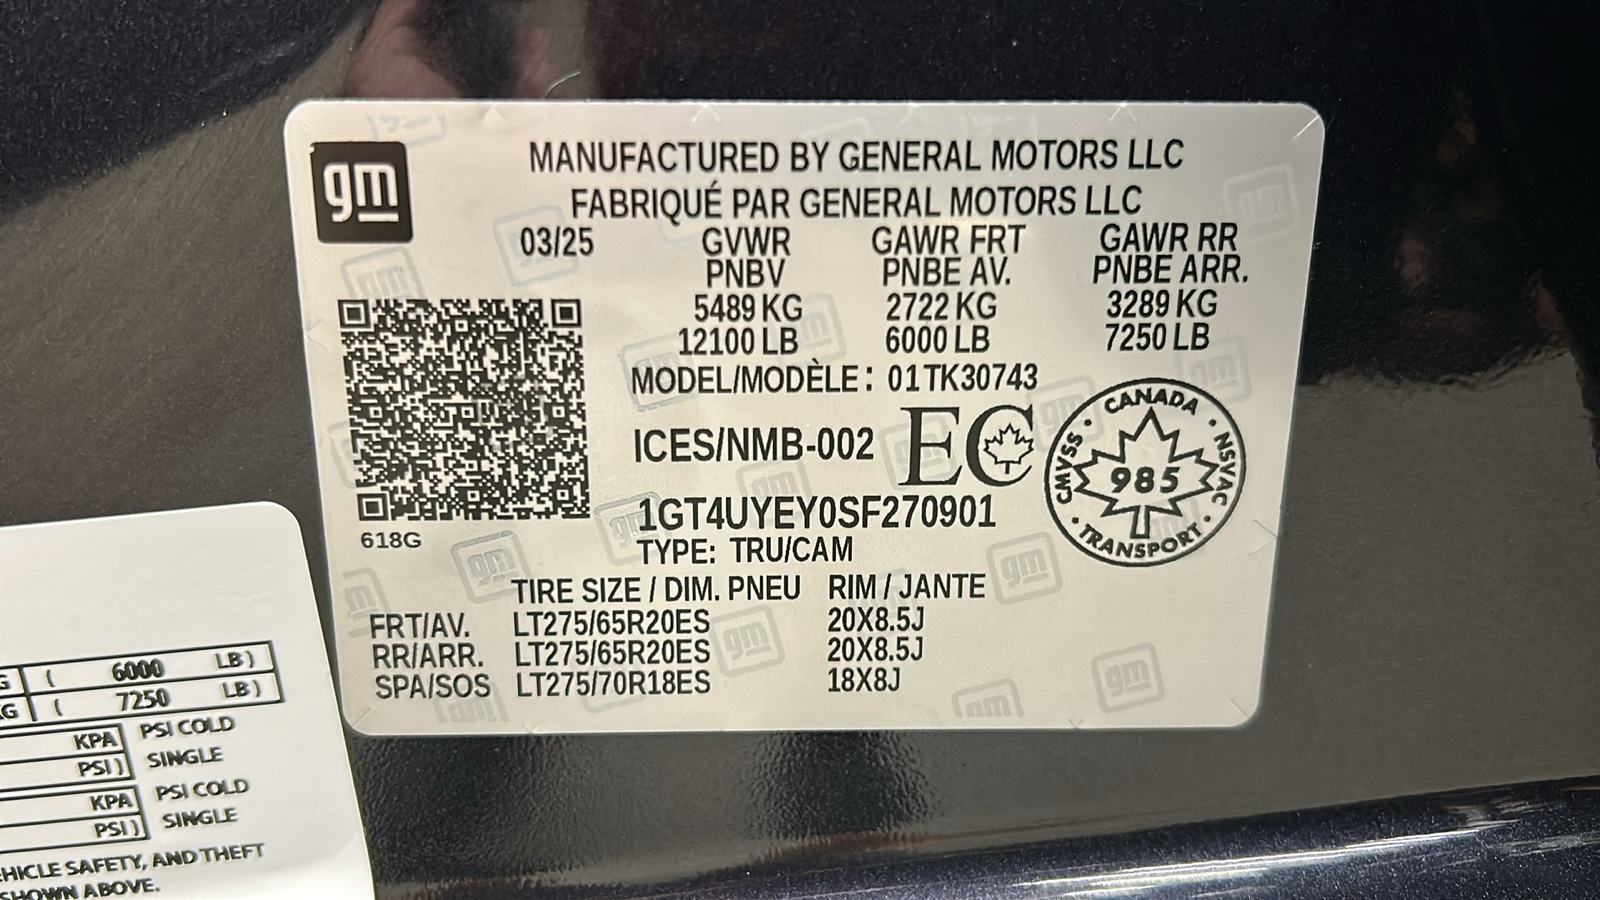 gm
MANUFACTURED BY GENERAL MOTORS LLC
FABRIQUÉ PAR GENERAL MOTORS LLC
03/25 GVWR GAWR FRT GAWR RR
PNBV PNBE AV. PNBE ARR.
5489 KG 2722 KG 3289 KG
12100 LB 6000 LB 7250 LB
MODEL/MODÈLE: 01TK30743
ICES/NMB-002 EC
CANADA
CMVSS 985 NSVAC
TRANSPORT
1GT4UYEY0SF270901
618G
TYPE: TRU/CAM
TIRE SIZE / DIM. PNEU RIM / JANTE
FRT/AV. LT275/65R20ES 20X8.5J
RR/ARR. LT275/65R20ES 20X8.5J
SPA/SOS LT275/70R18ES 18X8J
G ( 6000 LB )
KG ( 7250 LB )
KPA PSI COLD
PSI ) SINGLE
KPA PSI COLD
PSI ) SINGLE
EHICLE SAFETY, AND THEFT
SHOWN ABOVE.